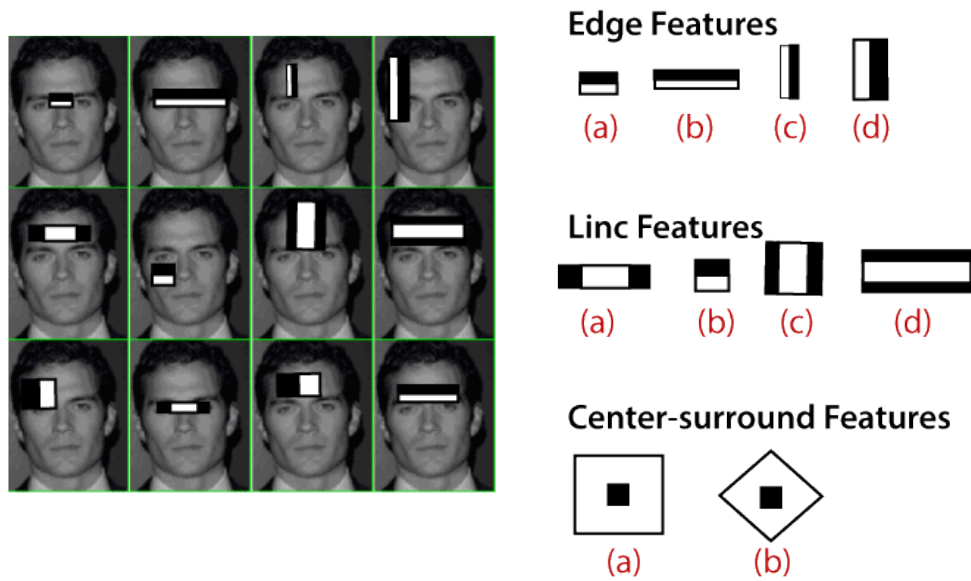 Edge Features
(a) (b) (c) (d)
Linc Features
(a) (b) (c) (d)
Center-surround Features
(a) (b)